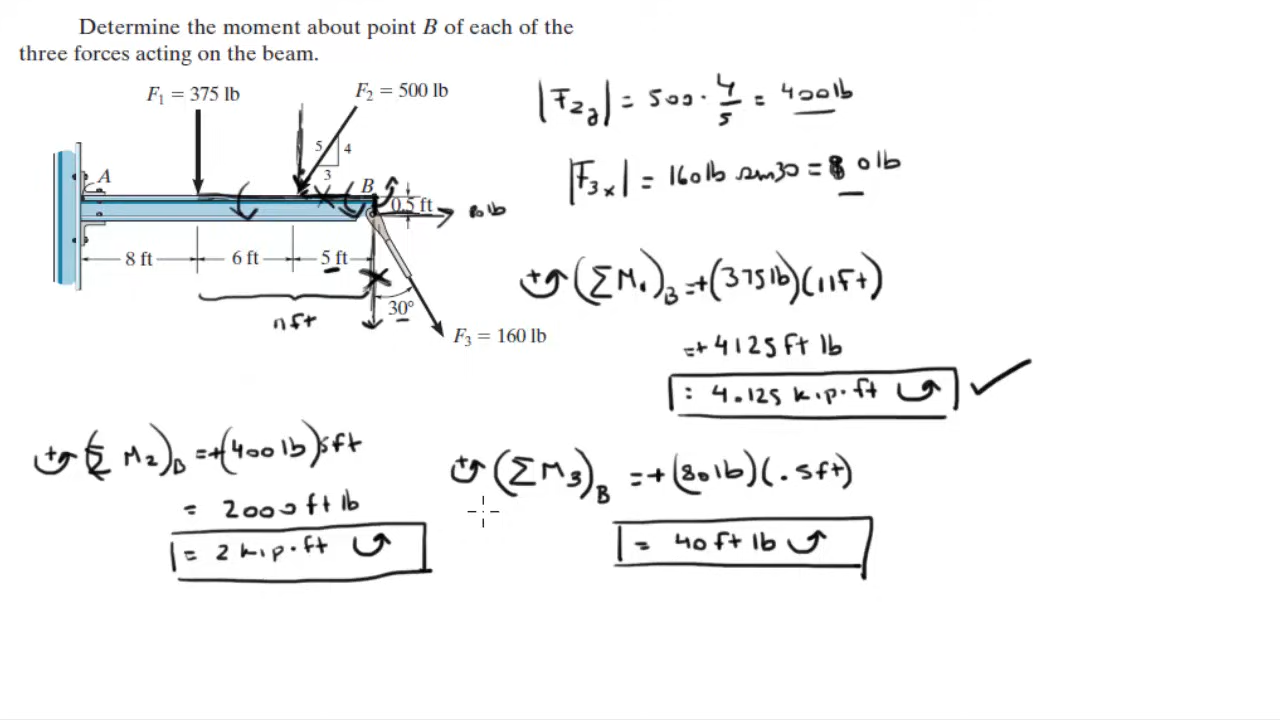 Determine the moment about point B of each of the
three forces acting on the beam.
F₁ = 375 lb
F₂ = 500 lb
5
4
3
A
B
0.5 ft
80 lb
8 ft
6 ft
5 ft
11 ft
30°
F₃ = 160 lb
|F₂y| = 500 · 4/5 = 400 lb
|F₃x| = 160 lb sin 30 = 80 lb
+↺ (ΣM₁)B = +(375 lb)(11 ft)
= + 4125 ft lb
= 4.125 kip·ft ↺ ✓
+↺ (Σ M₂)B = +(400 lb) 5 ft
= 2000 ft lb
= 2 kip·ft ↺
+↺ (ΣM₃)B = +(80 lb)(.5 ft)
= 40 ft lb ↺